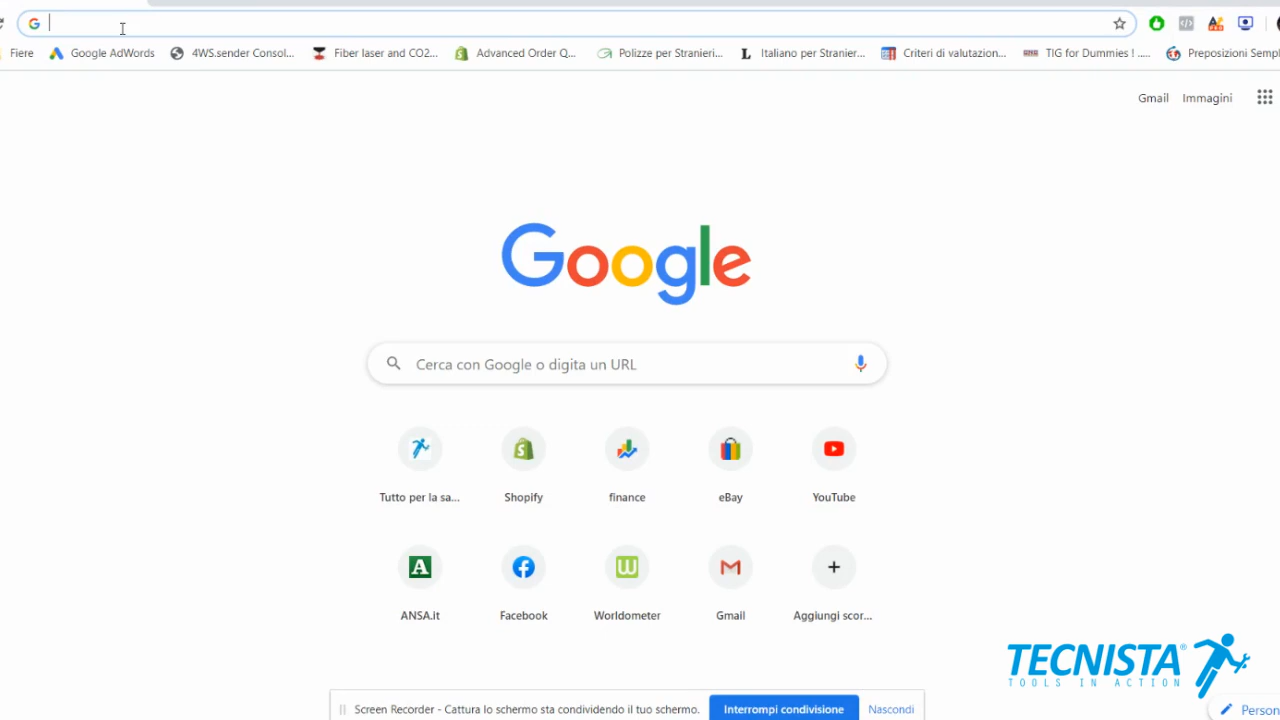 Fiere
Google AdWords
4WS.sender Consol...
Fiber laser and CO2...
Advanced Order Q...
Polizze per Stranieri...
Italiano per Stranier...
Criteri di valutazion...
TIG for Dummies ! .....
Preposizioni Sempl
Gmail
Immagini
Google
Cerca con Google o digita un URL
Tutto per la sa...
Shopify
finance
eBay
YouTube
ANSA.it
Facebook
Worldometer
Gmail
Aggiungi scor...
TECNISTA®
TOOLS IN ACTION
Screen Recorder - Cattura lo schermo sta condividendo il tuo schermo.
Interrompi condivisione
Nascondi
Person